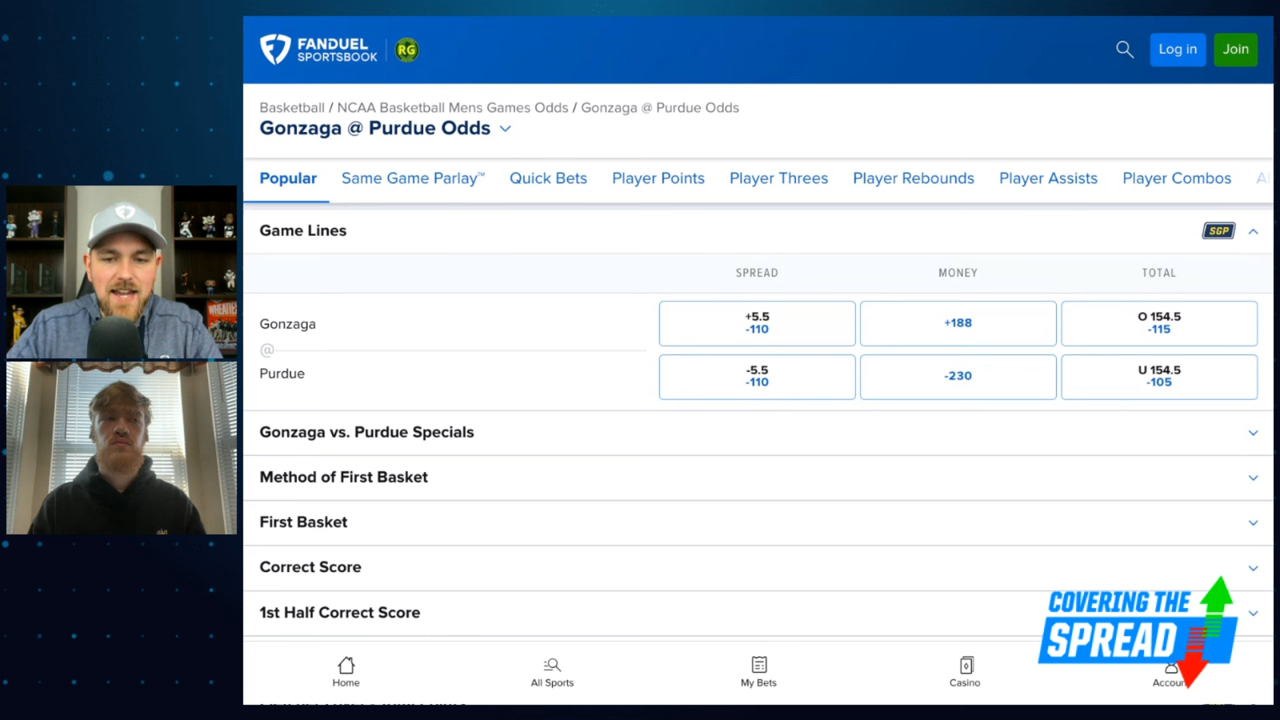 FANDUEL
SPORTSBOOK
RG
Log in
Join
Basketball / NCAA Basketball Mens Games Odds / Gonzaga @ Purdue Odds
Gonzaga @ Purdue Odds
Popular Same Game Parlay™ Quick Bets Player Points Player Threes Player Rebounds Player Assists Player Combos
Game Lines
SGP
SPREAD MONEY TOTAL
Gonzaga
+5.5
-110
+188
O 154.5
-115
@
Purdue
-5.5
-110
-230
U 154.5
-105
Gonzaga vs. Purdue Specials
Method of First Basket
First Basket
Correct Score
1st Half Correct Score
COVERING THE
SPREAD
Home All Sports My Bets Casino Accoun
WHEATIES